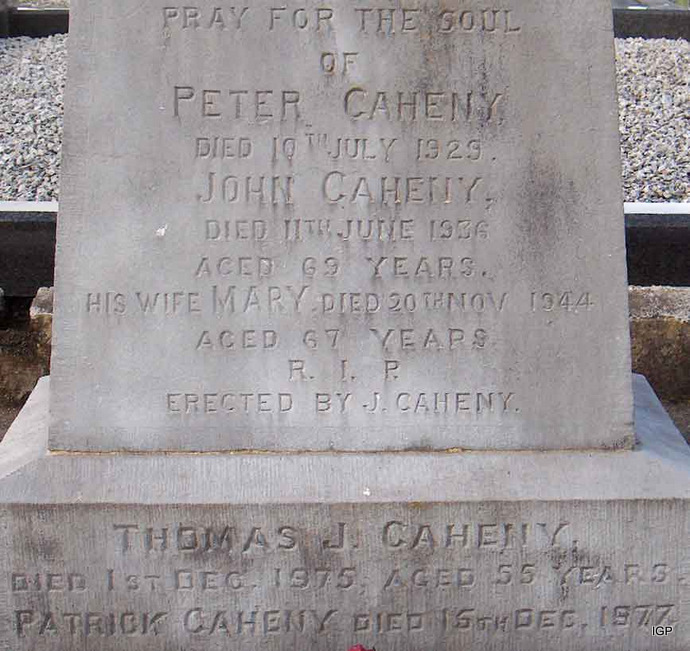 PRAY FOR THE SOUL
OF
PETER CAHENY
DIED 10TH JULY 1929.
JOHN CAHENY,
DIED 11TH JUNE 1936
AGED 69 YEARS.
HIS WIFE MARY, DIED 20TH NOV 1944
AGED 67 YEARS.
R. I. P.
ERECTED BY J. CAHENY.
THOMAS J. CAHENY,
DIED 1ST DEC. 1975, AGED 55 YEARS.
PATRICK CAHENY DIED 15TH DEC. 1977.
IGP